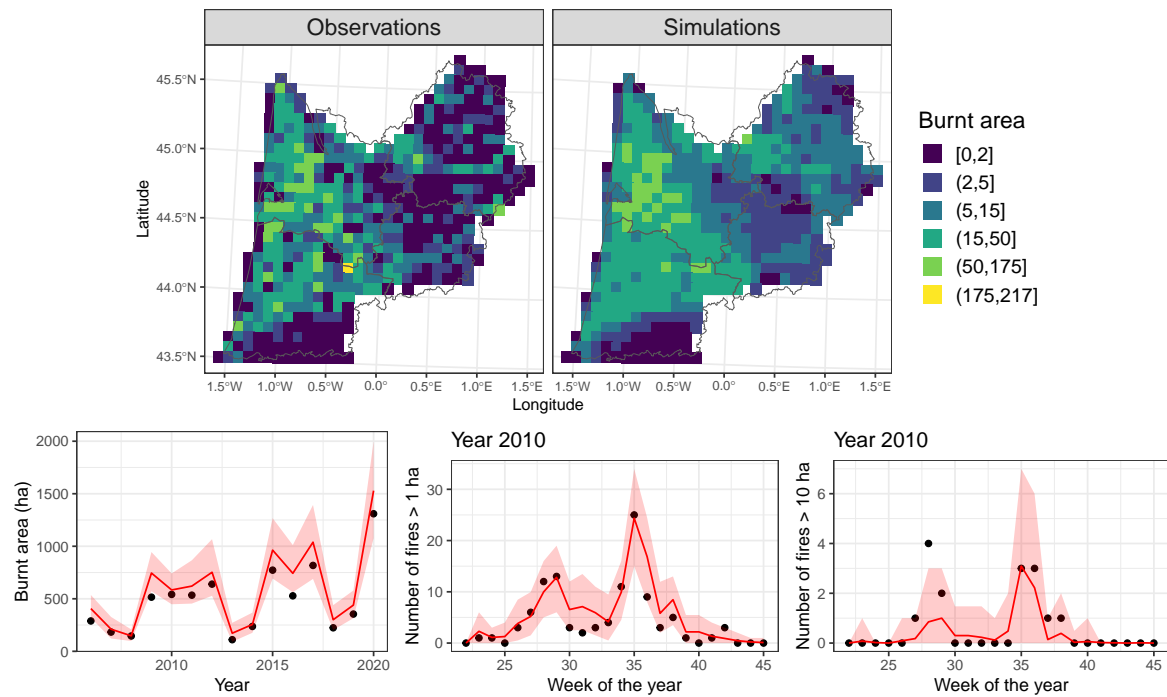 Observations
Simulations
45.5°N
45.0°N
44.5°N
44.0°N
43.5°N
Latitude
1.5°W 1.0°W 0.5°W 0.0° 0.5°E 1.0°E 1.5°E
1.5°W 1.0°W 0.5°W 0.0° 0.5°E 1.0°E 1.5°E
Longitude
Burnt area
[0,2]
(2,5]
(5,15]
(15,50]
(50,175]
(175,217]
2000
1500
1000
500
0
Burnt area (ha)
2010 2015 2020
Year
Year 2010
30
20
10
0
Number of fires > 1 ha
25 30 35 40 45
Week of the year
Year 2010
6
4
2
0
Number of fires > 10 ha
25 30 35 40 45
Week of the year